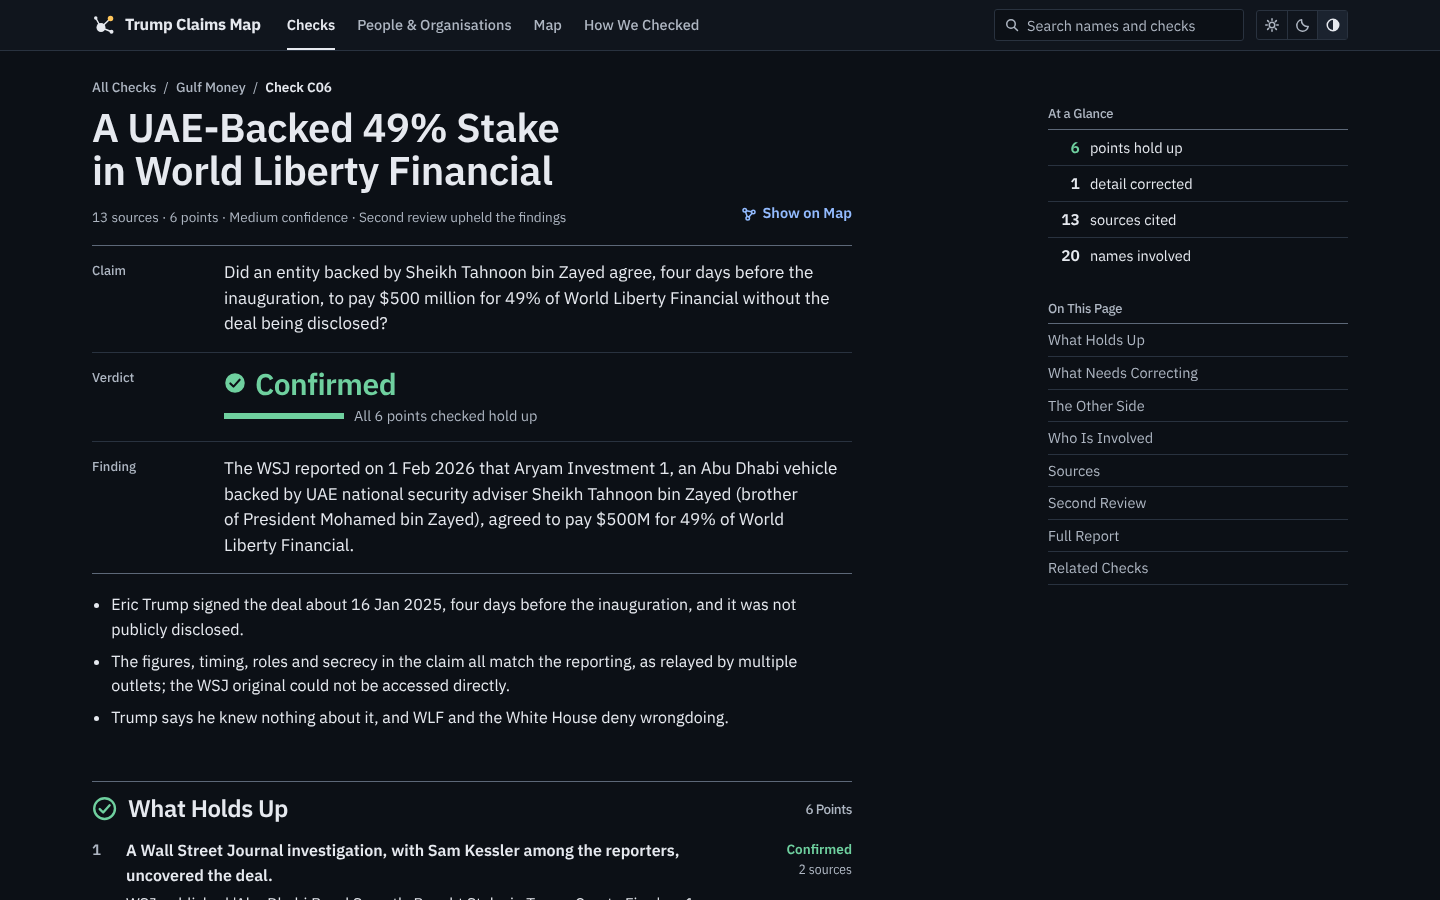 Trump Claims Map
Checks
People & Organisations
Map
How We Checked
Search names and checks
All Checks / Gulf Money / Check C06
A UAE-Backed 49% Stake
in World Liberty Financial
13 sources · 6 points · Medium confidence · Second review upheld the findings
Show on Map
Claim
Did an entity backed by Sheikh Tahnoon bin Zayed agree, four days before the
inauguration, to pay $500 million for 49% of World Liberty Financial without the
deal being disclosed?
Verdict
Confirmed
All 6 points checked hold up
Finding
The WSJ reported on 1 Feb 2026 that Aryam Investment 1, an Abu Dhabi vehicle
backed by UAE national security adviser Sheikh Tahnoon bin Zayed (brother
of President Mohamed bin Zayed), agreed to pay $500M for 49% of World
Liberty Financial.
• Eric Trump signed the deal about 16 Jan 2025, four days before the inauguration, and it was not
publicly disclosed.
• The figures, timing, roles and secrecy in the claim all match the reporting, as relayed by multiple
outlets; the WSJ original could not be accessed directly.
• Trump says he knew nothing about it, and WLF and the White House deny wrongdoing.
What Holds Up
6 Points
1 A Wall Street Journal investigation, with Sam Kessler among the reporters,
uncovered the deal.
Confirmed
2 sources
At a Glance
6 points hold up
1 detail corrected
13 sources cited
20 names involved
On This Page
What Holds Up
What Needs Correcting
The Other Side
Who Is Involved
Sources
Second Review
Full Report
Related Checks